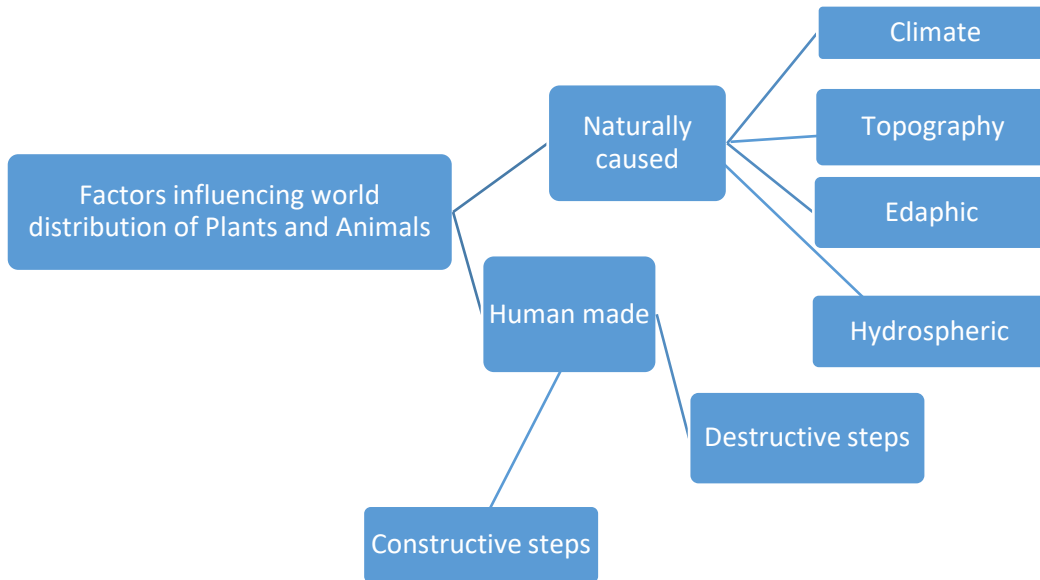 Factors influencing world
distribution of Plants and Animals
Naturally
caused
Climate
Topography
Edaphic
Hydrospheric
Human made
Destructive steps
Constructive steps